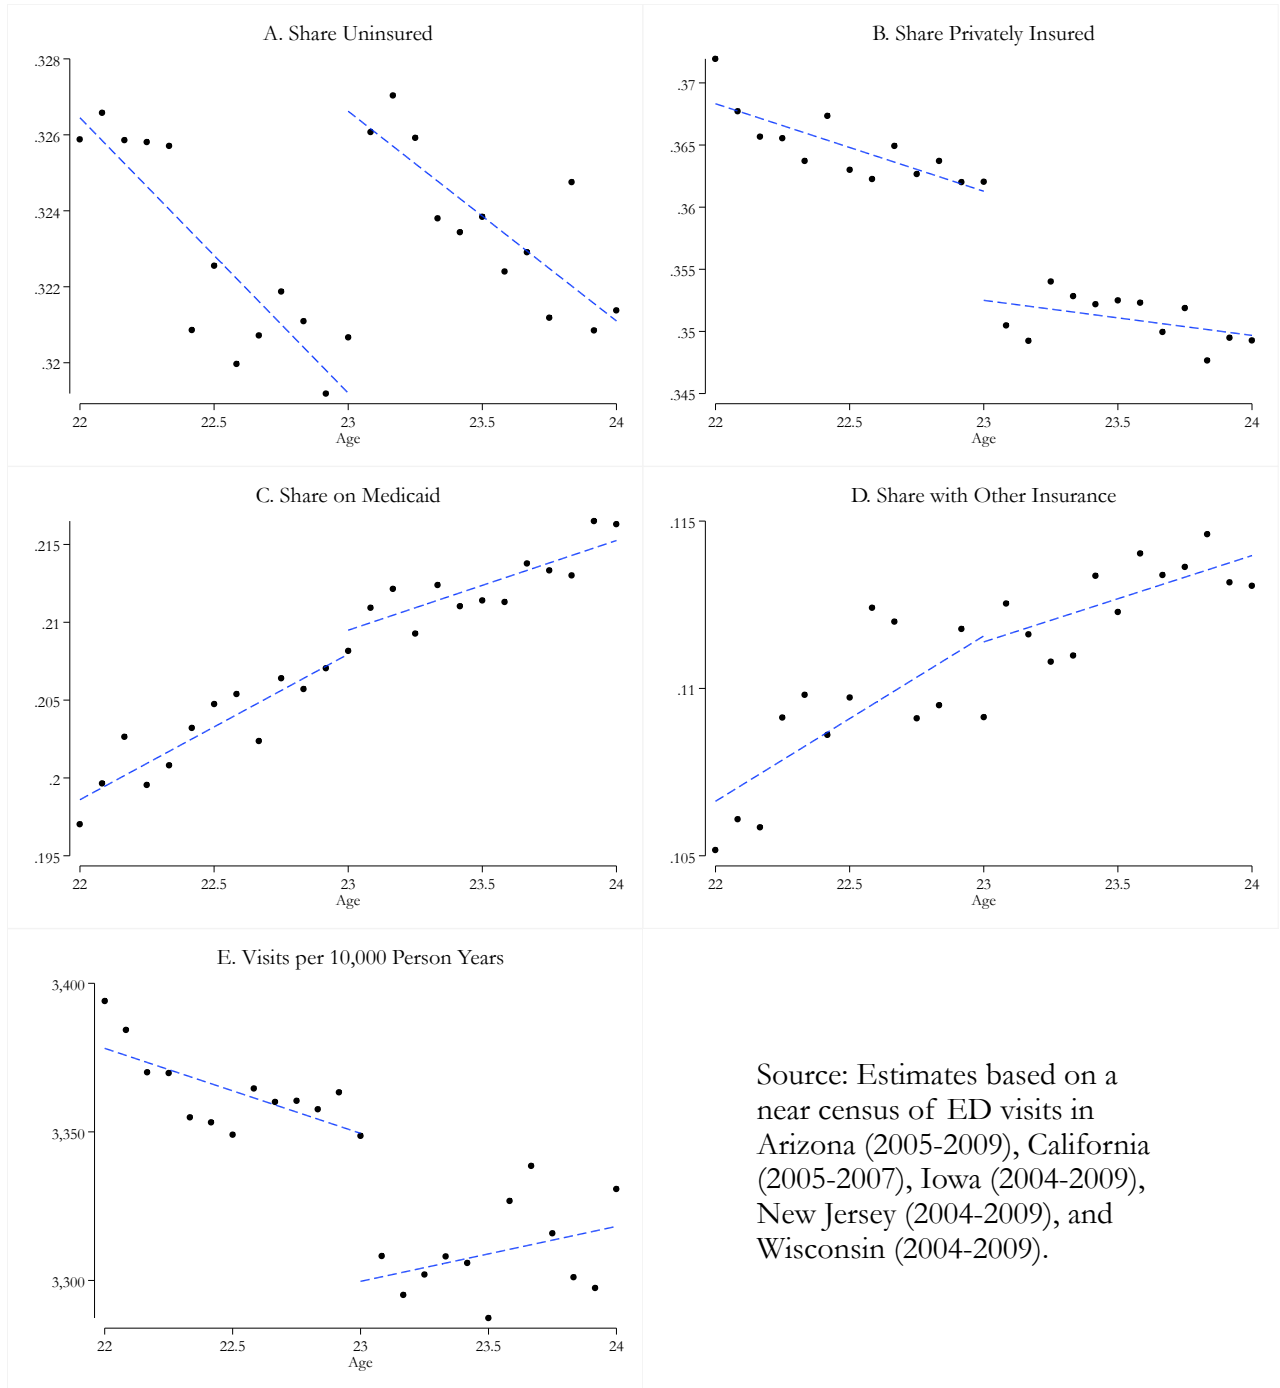 A. Share Uninsured
.328
.326
.324
.322
.32
22 22.5 23 23.5 24
Age
B. Share Privately Insured
.37
.365
.36
.355
.35
.345
22 22.5 23 23.5 24
Age
C. Share on Medicaid
.215
.21
.205
.2
.195
22 22.5 23 23.5 24
Age
D. Share with Other Insurance
.115
.11
.105
22 22.5 23 23.5 24
Age
E. Visits per 10,000 Person Years
3,400
3,350
3,300
22 22.5 23 23.5 24
Age
Source: Estimates based on a
near census of ED visits in
Arizona (2005-2009), California
(2005-2007), Iowa (2004-2009),
New Jersey (2004-2009), and
Wisconsin (2004-2009).